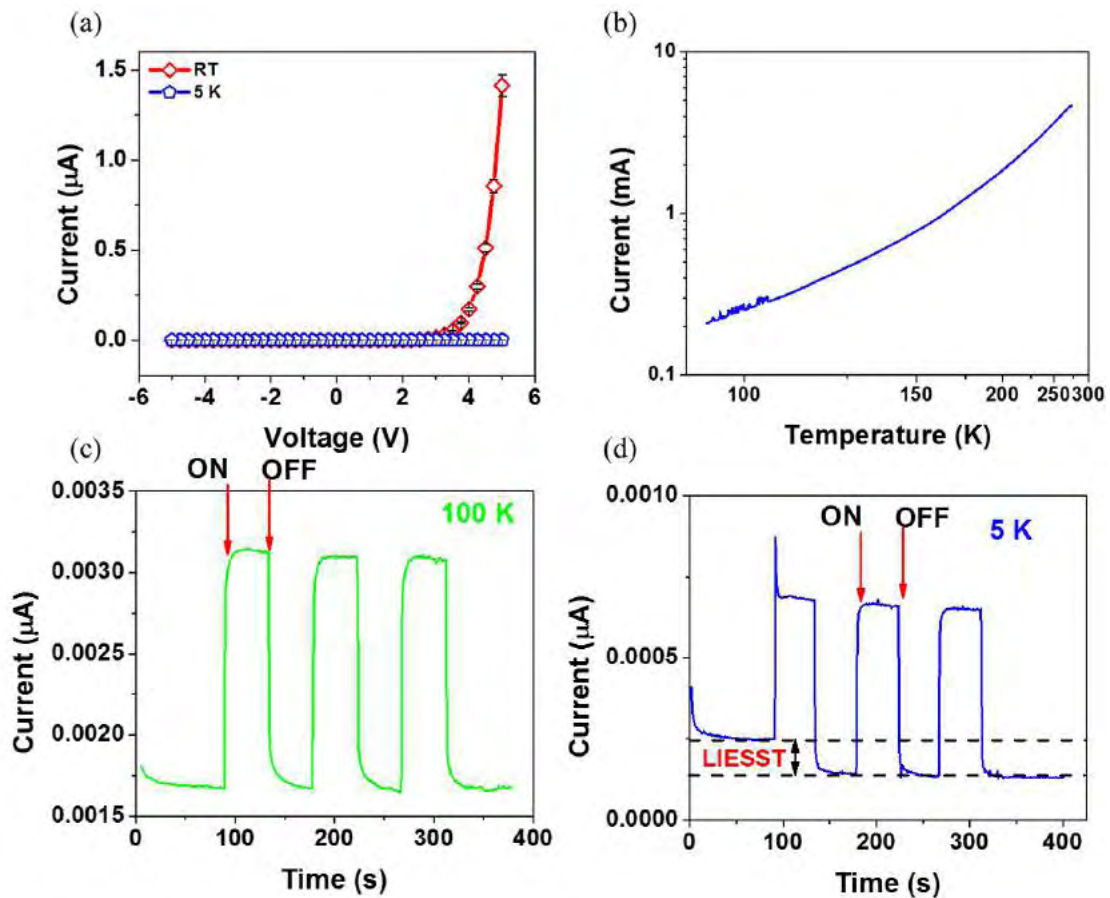 (a)
RT
5 K
Current (μA)
1.5
1.0
0.5
0.0
-6 -4 -2 0 2 4 6
Voltage (V)
(b)
Current (mA)
10
1
0.1
100 150 200 250 300
Temperature (K)
(c)
ON OFF
100 K
Current (μA)
0.0035
0.0030
0.0025
0.0020
0.0015
0 100 200 300 400
Time (s)
(d)
ON OFF
5 K
Current (μA)
0.0010
0.0005
0.0000
LIESST
0 100 200 300 400
Time (s)